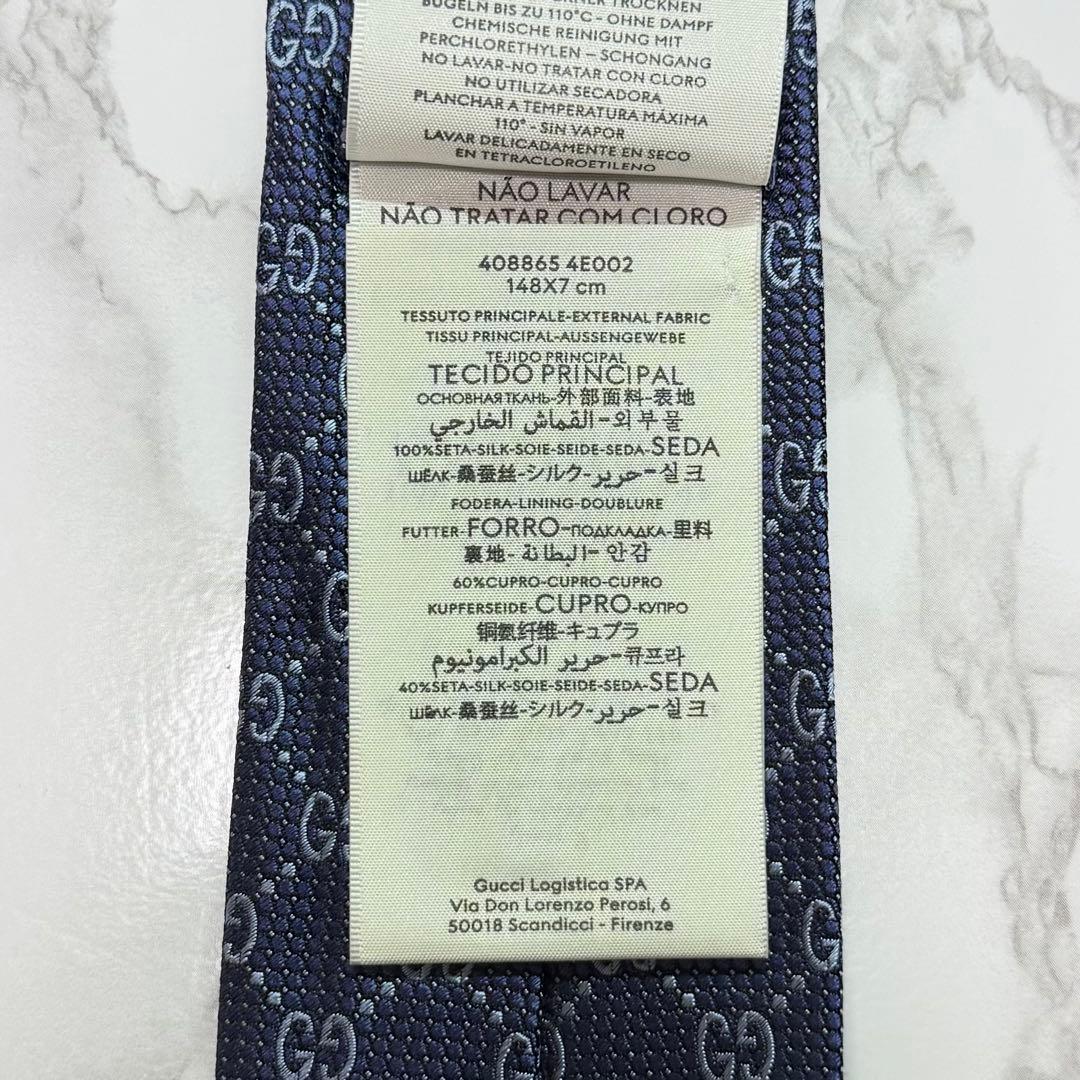 TROCKNEN
BÜGELN BIS ZU 110°C - OHNE DAMPF
CHEMISCHE REINIGUNG MIT
PERCHLORETHYLEN – SCHONGANG
NO LAVAR-NO TRATAR CON CLORO
NO UTILIZAR SECADORA
PLANCHAR A TEMPERATURA MÁXIMA
110° - SIN VAPOR
LAVAR DELICADAMENTE EN SECO
EN TETRACLOROETILENO
NÃO LAVAR
NÃO TRATAR COM CLORO
408865 4E002
148X7 cm
TESSUTO PRINCIPALE-EXTERNAL FABRIC
TISSU PRINCIPAL-AUSSENGEWEBE
TEJIDO PRINCIPAL
TECIDO PRINCIPAL
ОСНОВНАЯ ТКАНЬ-外部面料-表地
القماش الخارجي-외부물
100%SETA-SILK-SOIE-SEIDE-SEDA-SEDA
ШЁЛК-桑蚕丝-シルク-حرير-실크
FODERA-LINING-DOUBLURE
FUTTER-FORRO-ПОДКЛАДКА-里料
裏地-البطانة-안감
60%CUPRO-CUPRO-CUPRO
KUPFERSEIDE-CUPRO-КУПРО
铜氨纤维-キュプラ
حرير الكبرامونيوم-큐프라
40%SETA-SILK-SOIE-SEIDE-SEDA-SEDA
ШЁЛК-桑蚕丝-シルク-حرير-실크
Gucci Logistica SPA
Via Don Lorenzo Perosi, 6
50018 Scandicci - Firenze